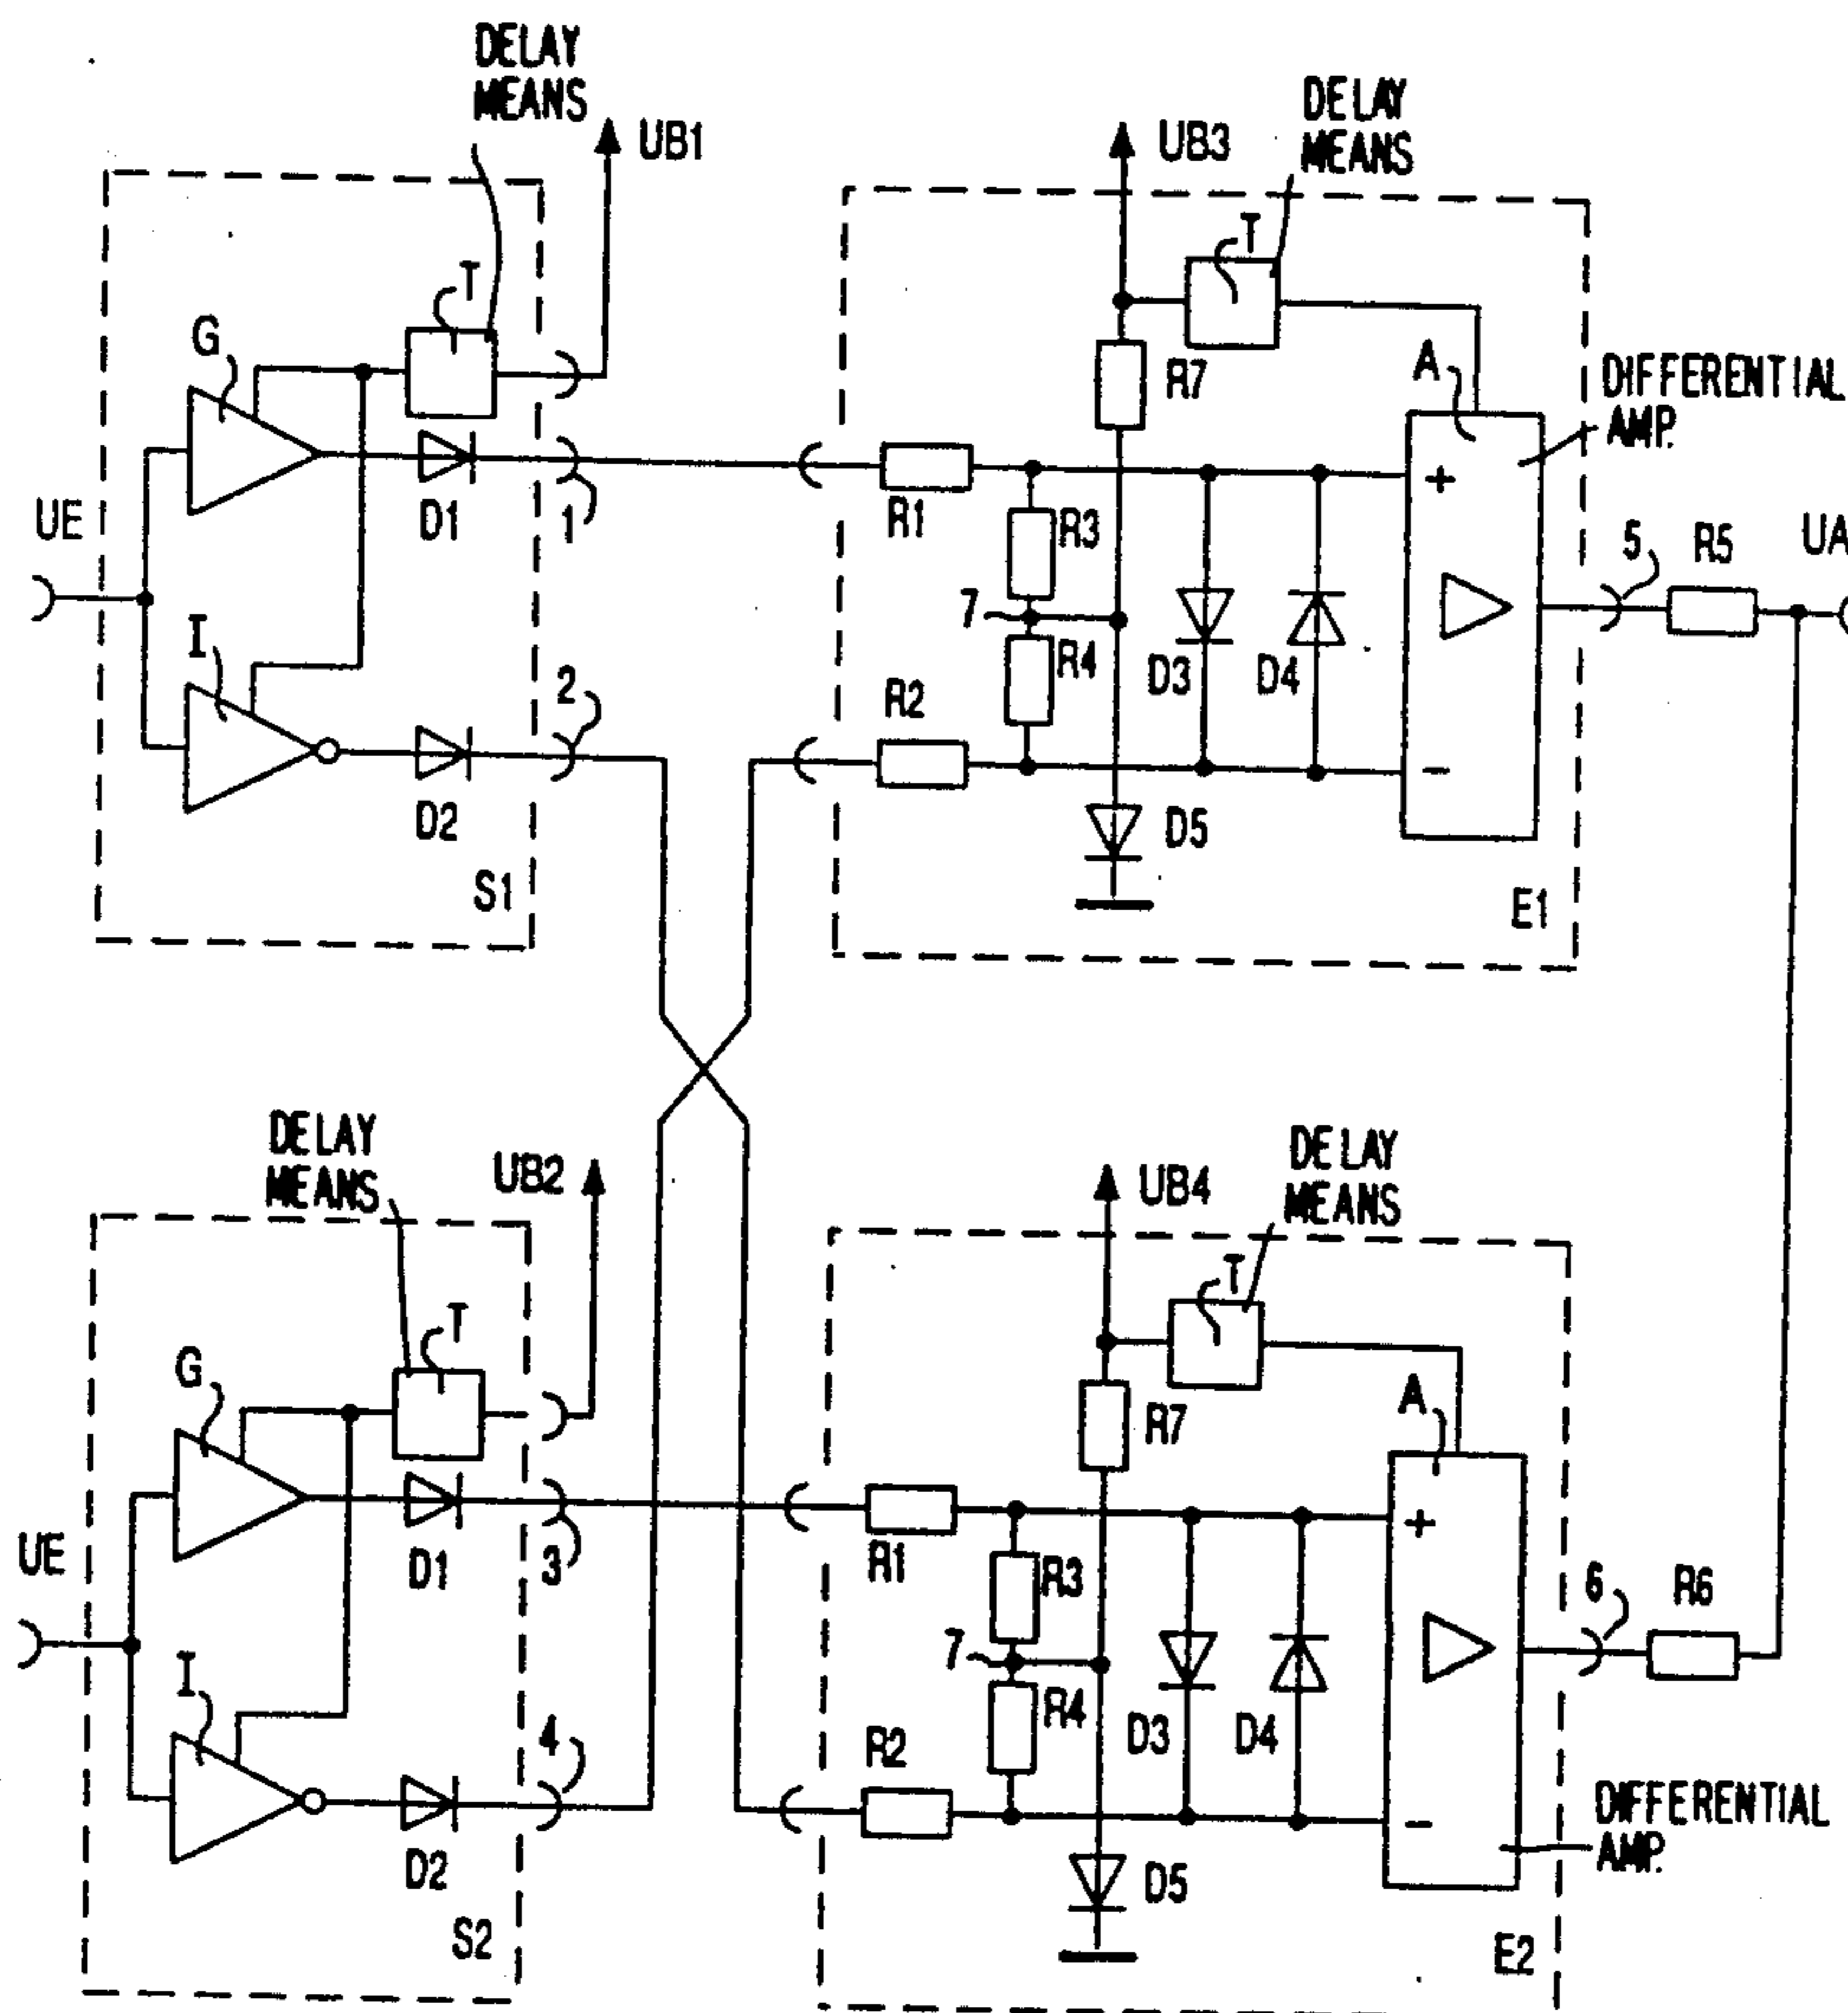 DELAY
MEANS
UB1
UB3
DELAY
MEANS
T
T
G
R7
A
DIFFERENTIAL
AMP.
UE
D1
1
R1
R3
+
5
R5
UA
7
I
R4
D3
D4
2
R2
D2
D5
-
S1
E1
DELAY
MEANS
UB2
DELAY
MEANS
UB4
T
T
G
R7
A
UE
D1
3
R1
R3
+
6
R6
7
I
R4
D3
D4
4
R2
D2
D5
-
DIFFERENTIAL
AMP.
S2
E2